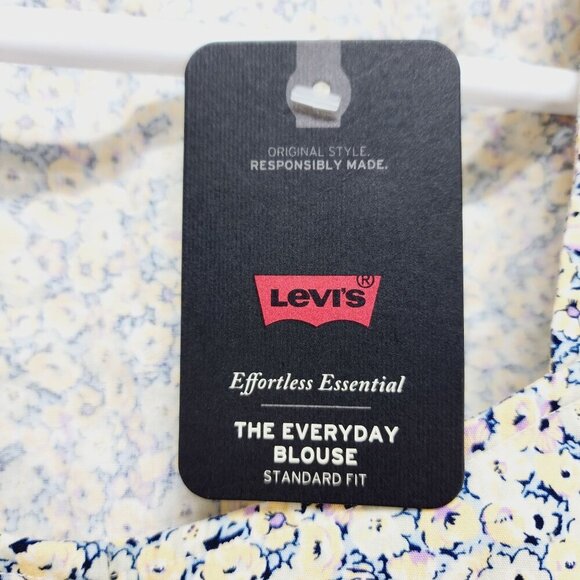 ORIGINAL STYLE.
RESPONSIBLY MADE.
LEVI'S®
Effortless Essential
THE EVERYDAY
BLOUSE
STANDARD FIT